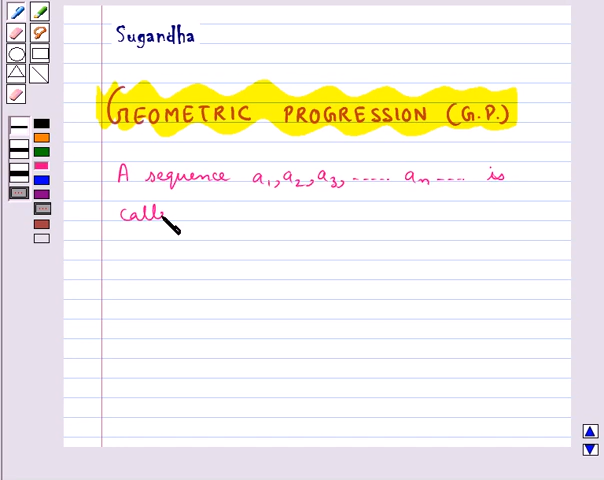 Sugandha
GEOMETRIC PROGRESSION (G.P.)
A sequence a₁, a₂, a₃, ..... aₙ ... is
call